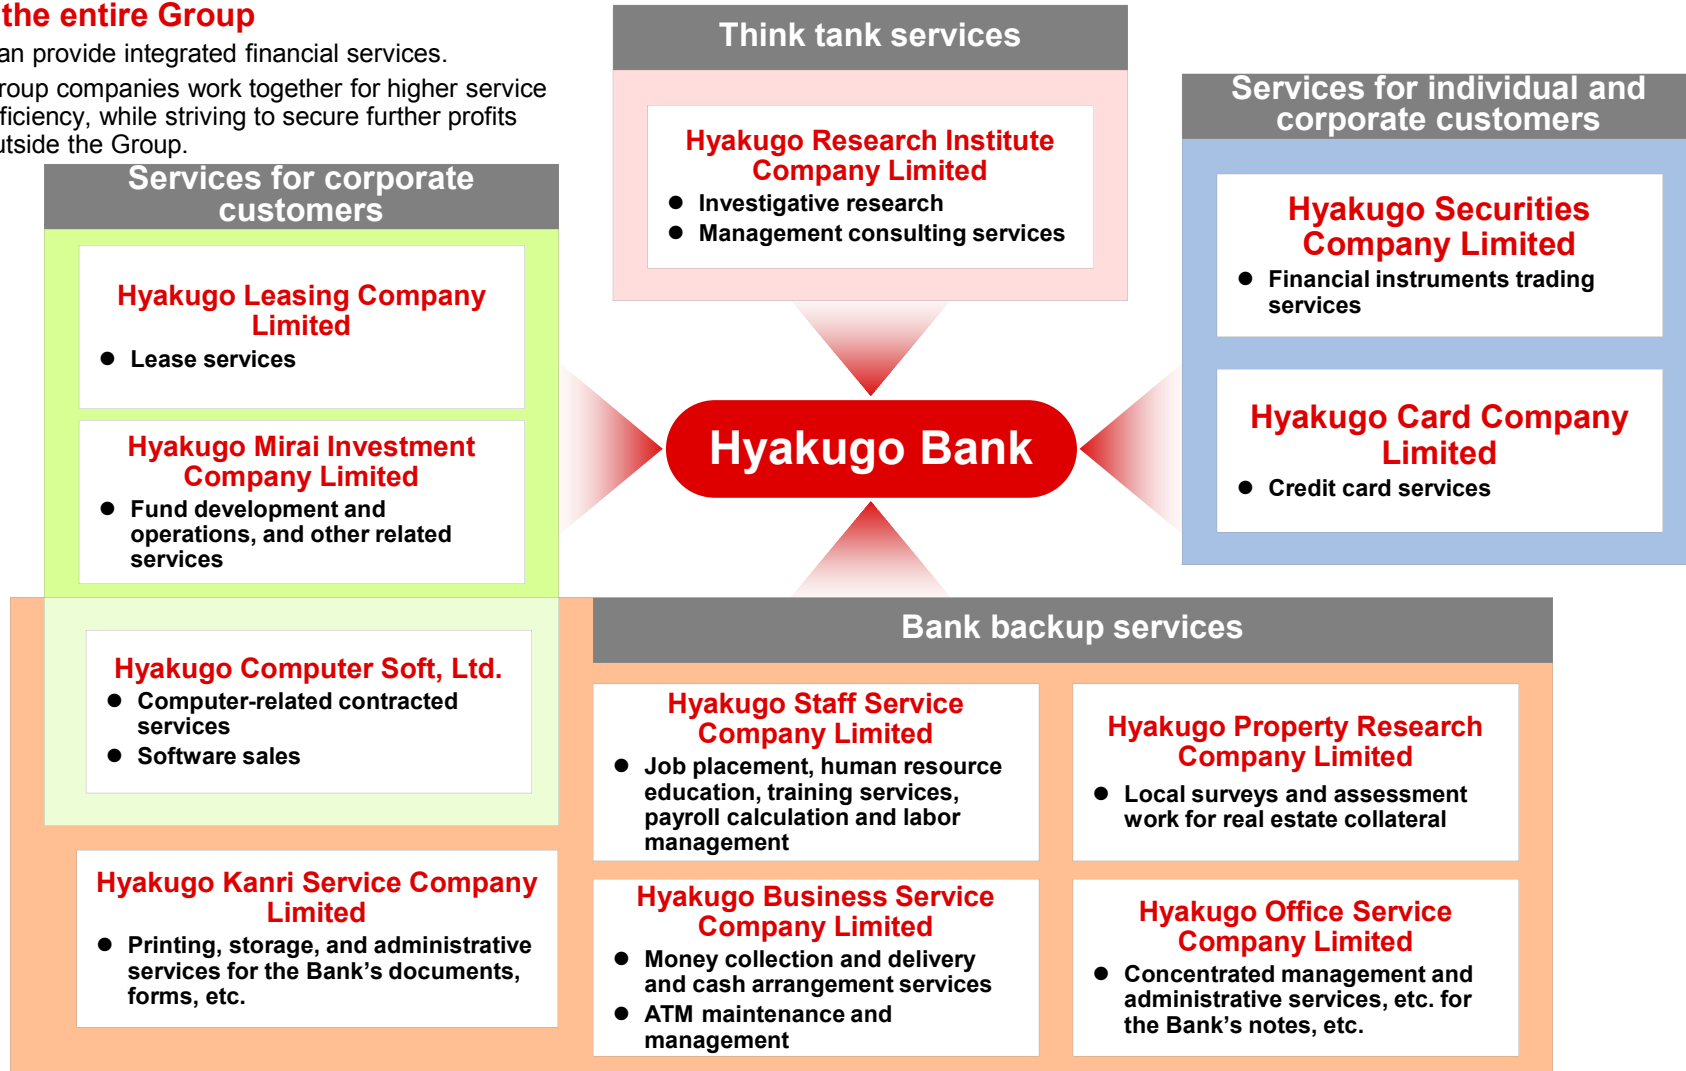 the entire Group
an provide integrated financial services.
roup companies work together for higher service
ficiency, while striving to secure further profits
utside the Group.
Think tank services
Hyakugo Research Institute
Company Limited
● Investigative research
● Management consulting services
Services for individual and
corporate customers
Hyakugo Securities
Company Limited
● Financial instruments trading
services
Hyakugo Card Company
Limited
● Credit card services
Services for corporate
customers
Hyakugo Leasing Company
Limited
● Lease services
Hyakugo Mirai Investment
Company Limited
● Fund development and
operations, and other related
services
Hyakugo Bank
Hyakugo Computer Soft, Ltd.
● Computer-related contracted
services
● Software sales
Bank backup services
Hyakugo Staff Service
Company Limited
● Job placement, human resource
education, training services,
payroll calculation and labor
management
Hyakugo Property Research
Company Limited
● Local surveys and assessment
work for real estate collateral
Hyakugo Kanri Service Company
Limited
● Printing, storage, and administrative
services for the Bank’s documents,
forms, etc.
Hyakugo Business Service
Company Limited
● Money collection and delivery
and cash arrangement services
● ATM maintenance and
management
Hyakugo Office Service
Company Limited
● Concentrated management and
administrative services, etc. for
the Bank’s notes, etc.